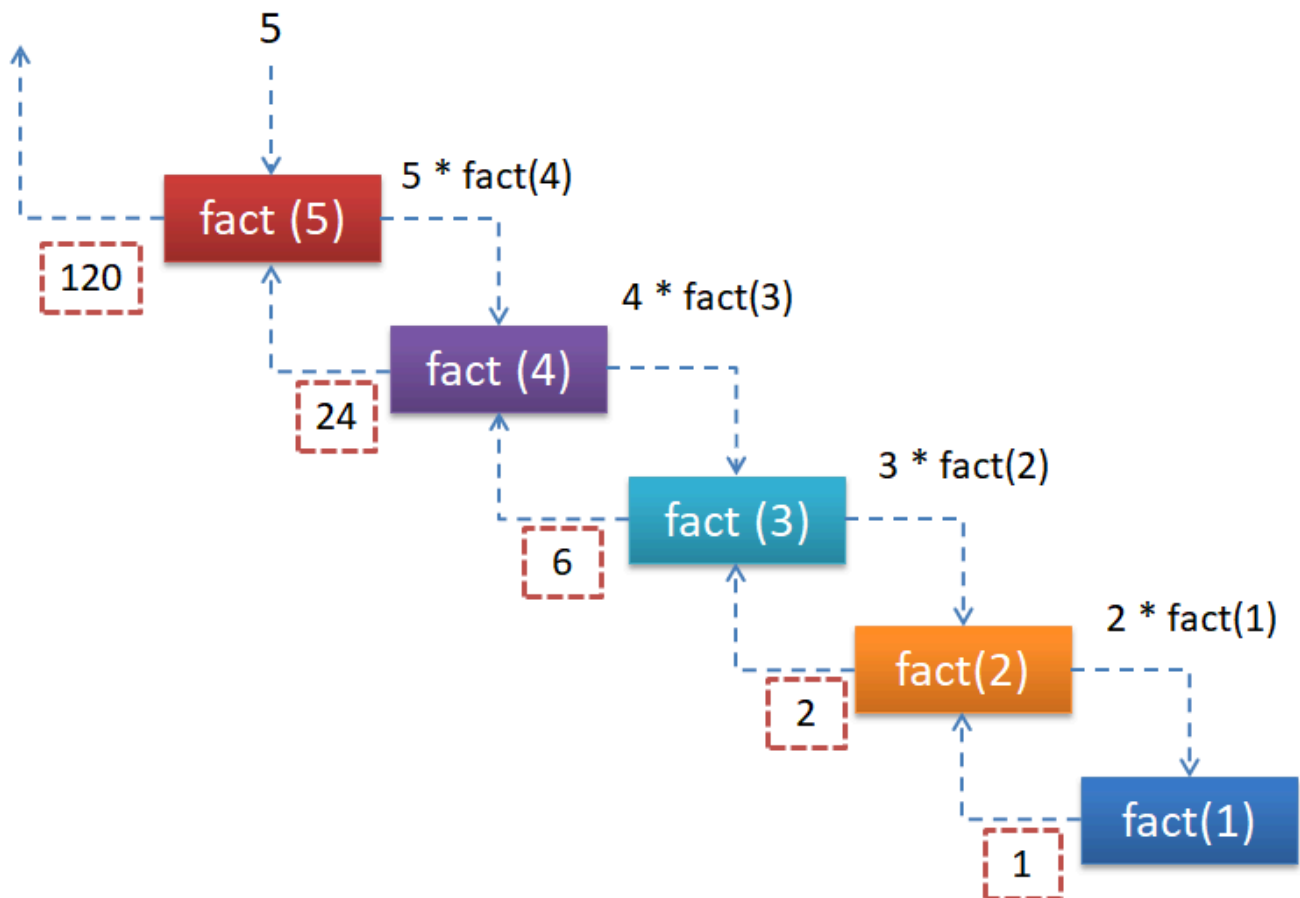 5
5 * fact(4)
fact (5)
120
4 * fact(3)
fact (4)
24
3 * fact(2)
fact (3)
6
2 * fact(1)
fact(2)
2
fact(1)
1